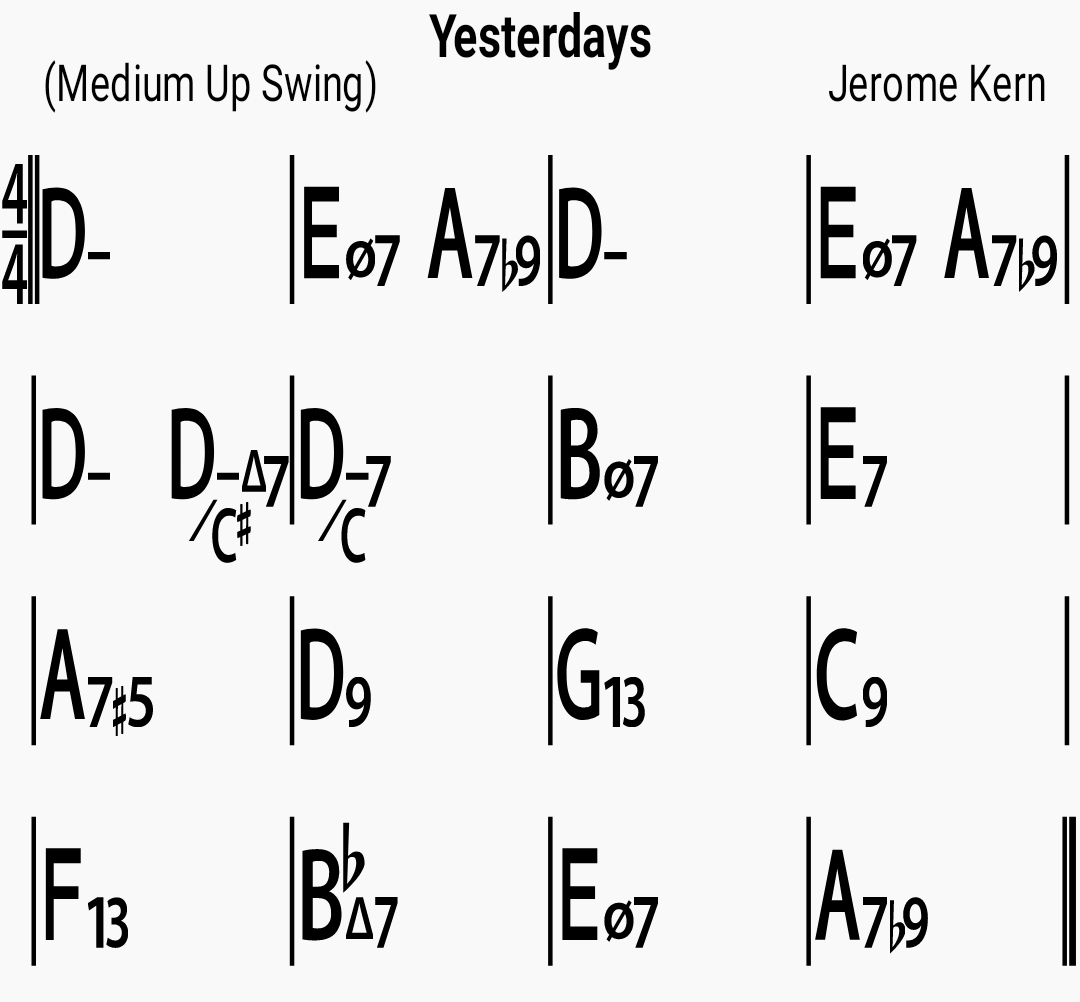 Yesterdays
(Medium Up Swing) Jerome Kern
4/4 D– | Eø7 A7♭9 | D– | Eø7 A7♭9
D– D–Δ7/C♯ | D–7/C | Bø7 | E7
A7♯5 | D9 | G13 | C9
F13 | B♭Δ7 | Eø7 | A7♭9